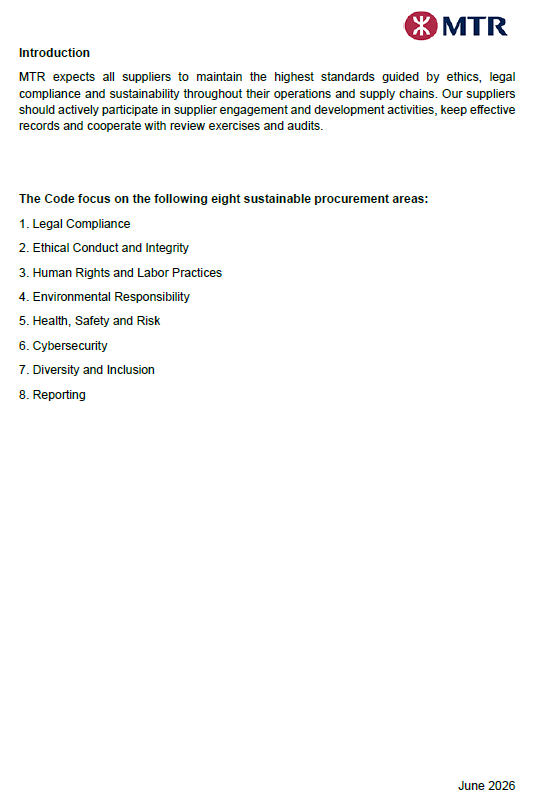 MTR
Introduction
MTR expects all suppliers to maintain the highest standards guided by ethics, legal
compliance and sustainability throughout their operations and supply chains. Our suppliers
should actively participate in supplier engagement and development activities, keep effective
records and cooperate with review exercises and audits.
The Code focus on the following eight sustainable procurement areas:
1. Legal Compliance
2. Ethical Conduct and Integrity
3. Human Rights and Labor Practices
4. Environmental Responsibility
5. Health, Safety and Risk
6. Cybersecurity
7. Diversity and Inclusion
8. Reporting
June 2026